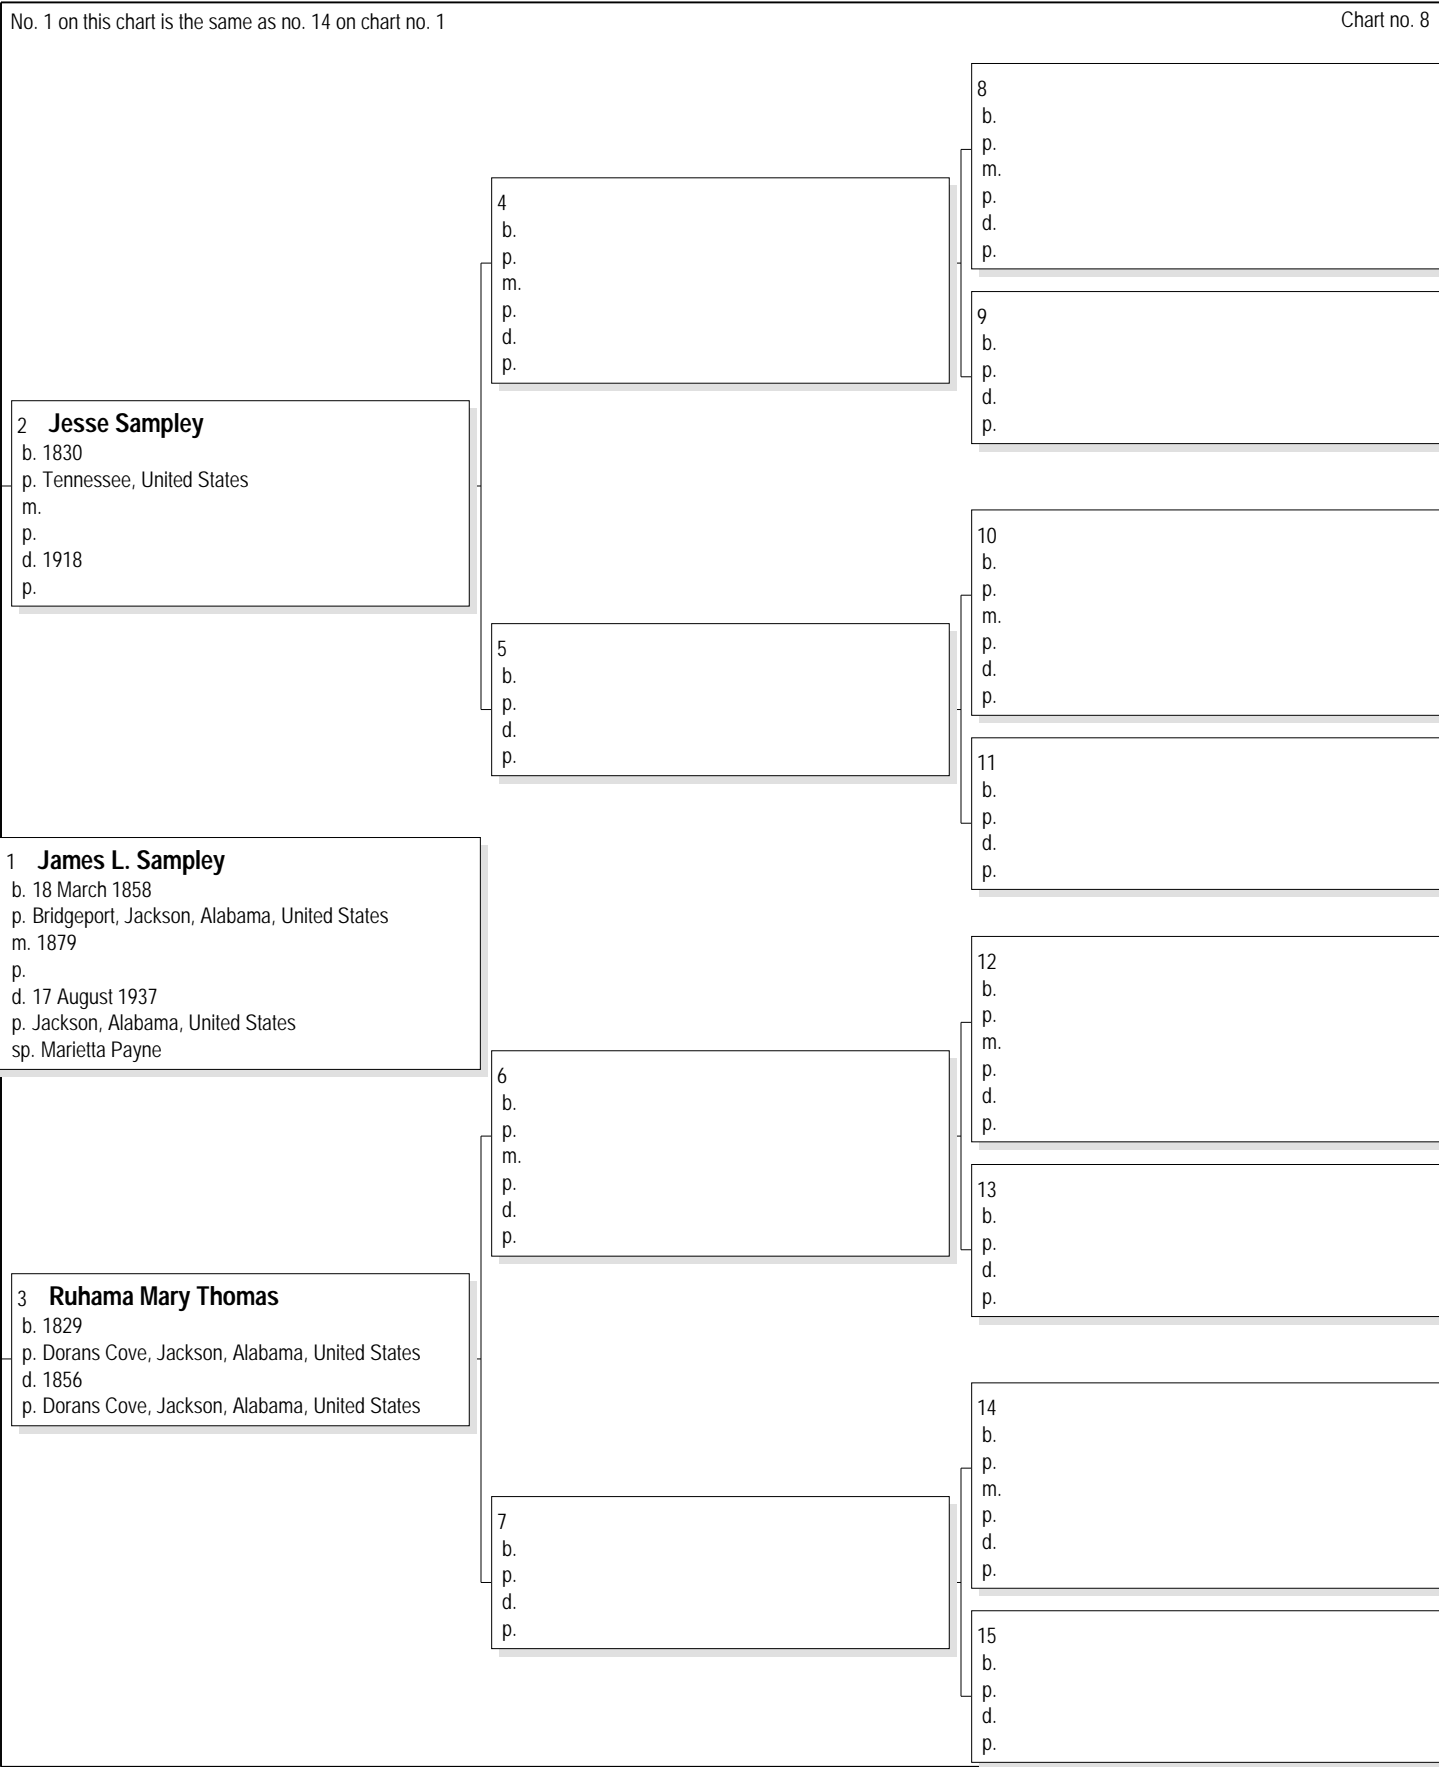 No. 1 on this chart is the same as no. 14 on chart no. 1
Chart no. 8
8
b.
p.
m.
p.
d.
p.
4
b.
p.
m.
p.
d.
p.
9
b.
p.
d.
p.
2 Jesse Sampley
b. 1830
p. Tennessee, United States
m.
p.
d. 1918
p.
10
b.
p.
m.
p.
d.
p.
5
b.
p.
d.
p.
11
b.
p.
d.
p.
1 James L. Sampley
b. 18 March 1858
p. Bridgeport, Jackson, Alabama, United States
m. 1879
p.
d. 17 August 1937
p. Jackson, Alabama, United States
sp. Marietta Payne
12
b.
p.
m.
p.
d.
p.
6
b.
p.
m.
p.
d.
p.
13
b.
p.
d.
p.
3 Ruhama Mary Thomas
b. 1829
p. Dorans Cove, Jackson, Alabama, United States
d. 1856
p. Dorans Cove, Jackson, Alabama, United States
14
b.
p.
m.
p.
d.
p.
7
b.
p.
d.
p.
15
b.
p.
d.
p.